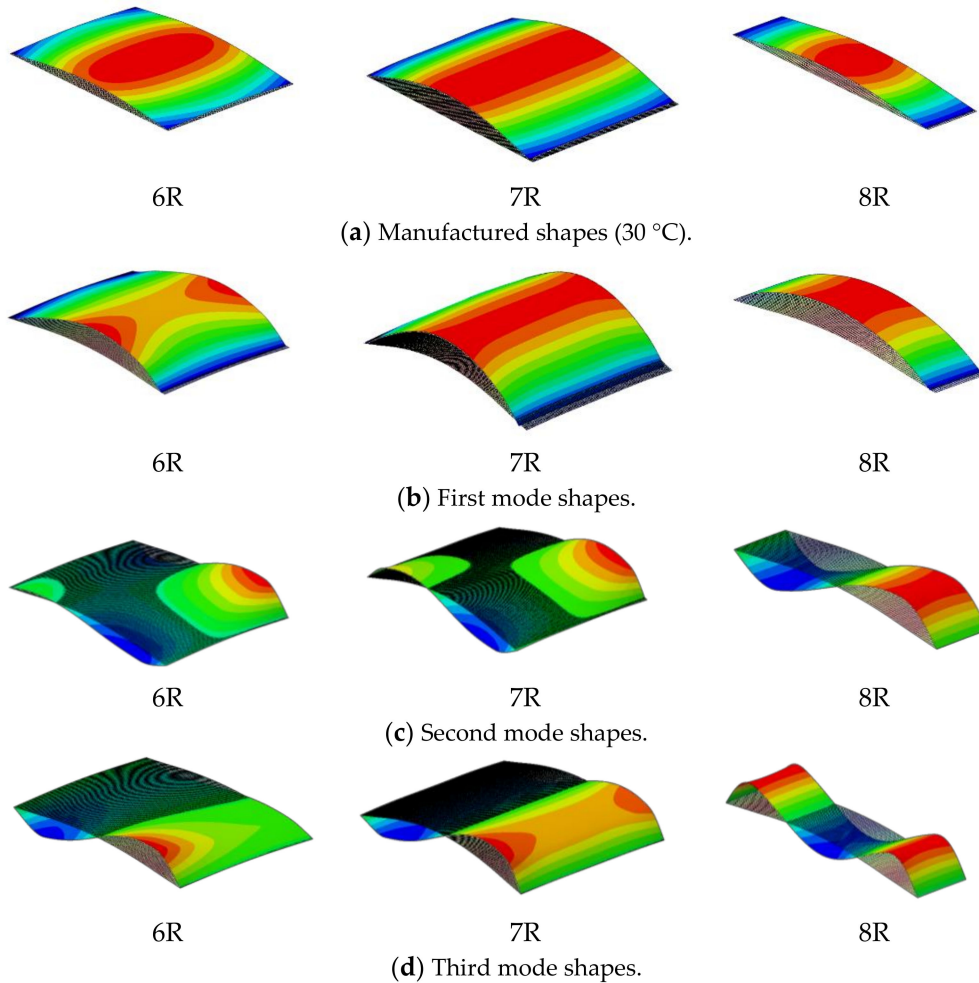 6R 7R 8R
(a) Manufactured shapes (30 °C).
6R 7R 8R
(b) First mode shapes.
6R 7R 8R
(c) Second mode shapes.
6R 7R 8R
(d) Third mode shapes.